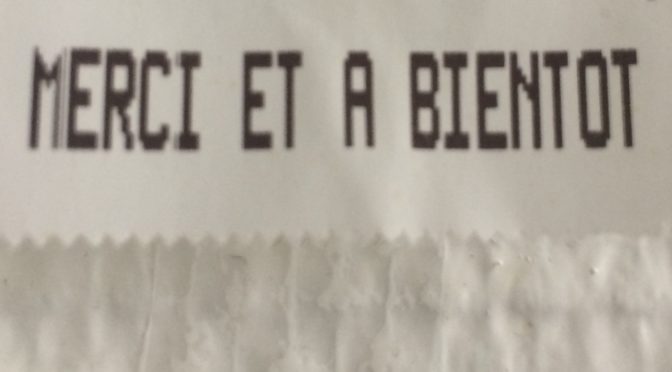 MERCI ET A BIENTOT